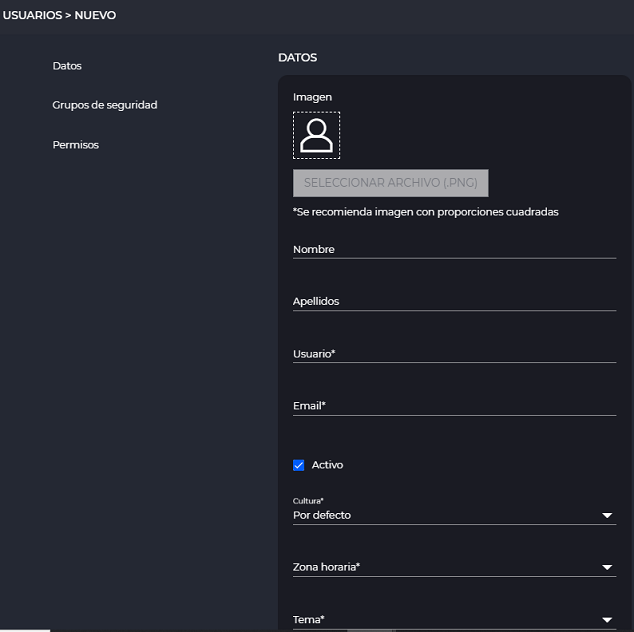 USUARIOS > NUEVO
Datos
Grupos de seguridad
Permisos
DATOS
Imagen
SELECCIONAR ARCHIVO (.PNG)
*Se recomienda imagen con proporciones cuadradas
Nombre
Apellidos
Usuario*
Email*
Activo
Cultura*
Por defecto
Zona horaria*
Tema*